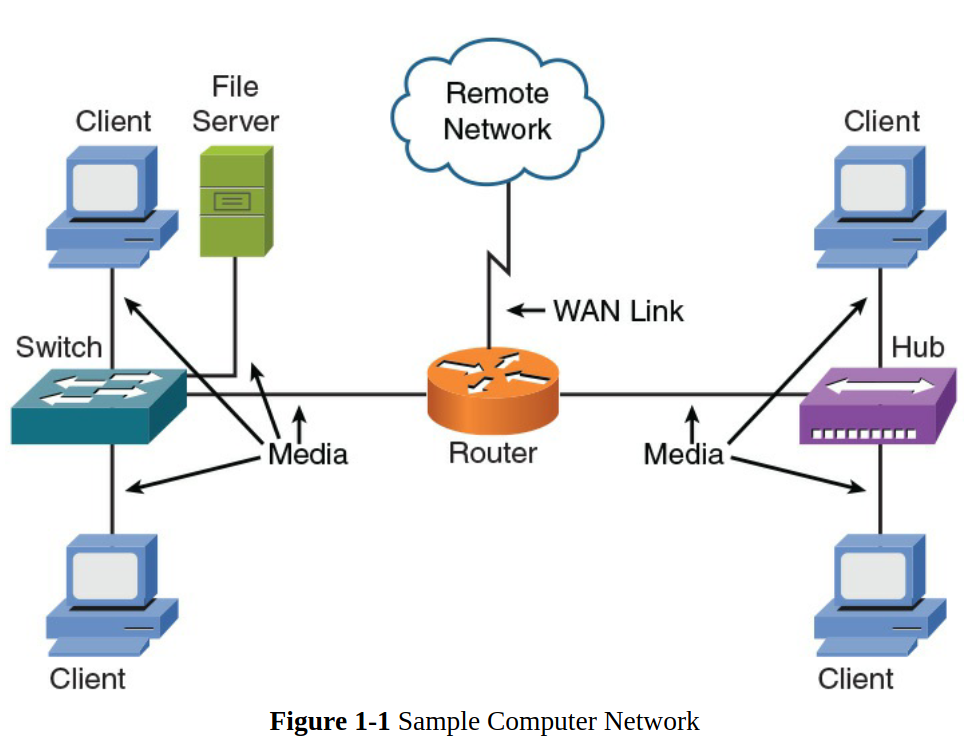 Remote
Network
File
Server
Client
Client
WAN Link
Switch
Hub
Media
Router
Media
Client
Client
Figure 1-1 Sample Computer Network